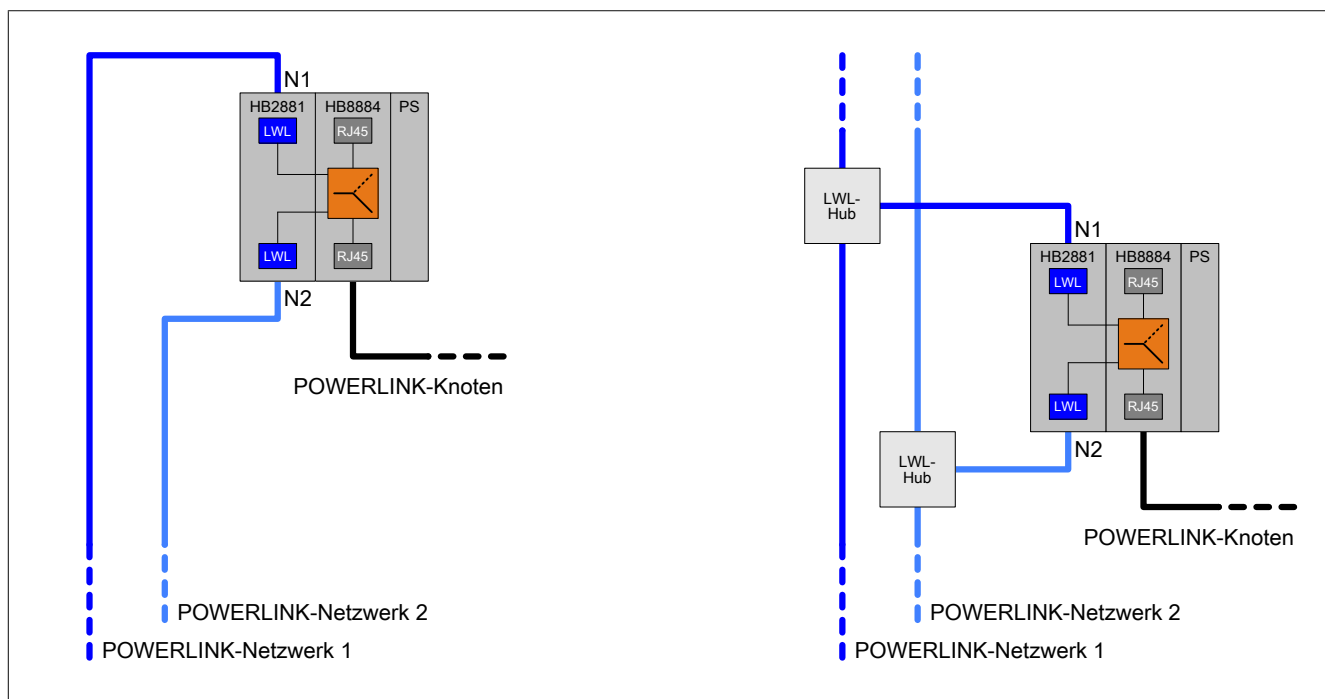 N1
HB2881 HB8884 PS
LWL RJ45
LWL RJ45
N2
POWERLINK-Knoten
POWERLINK-Netzwerk 2
POWERLINK-Netzwerk 1
LWL-
Hub
N1
HB2881 HB8884 PS
LWL RJ45
LWL RJ45
N2
LWL-
Hub
POWERLINK-Knoten
POWERLINK-Netzwerk 2
POWERLINK-Netzwerk 1